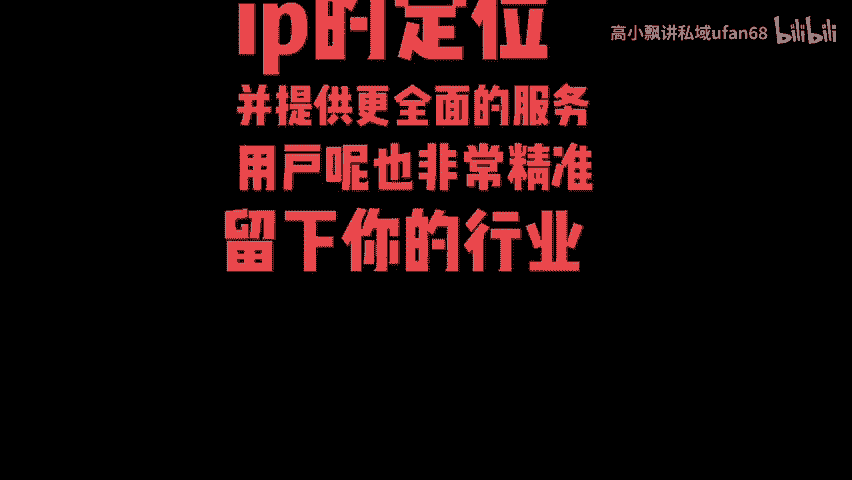 高小飘讲私域ufan68 bilibili
ip的定位
并提供更全面的服务
用户呢也非常精准
留下你的行业